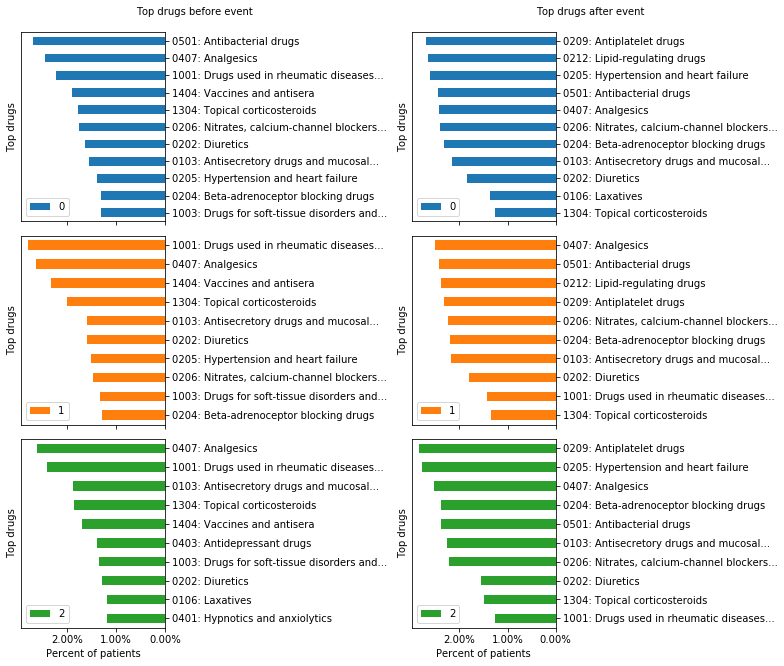 Top drugs before event
Top drugs
0501: Antibacterial drugs
0407: Analgesics
1001: Drugs used in rheumatic diseases...
1404: Vaccines and antisera
1304: Topical corticosteroids
0206: Nitrates, calcium-channel blockers...
0202: Diuretics
0103: Antisecretory drugs and mucosal...
0205: Hypertension and heart failure
0204: Beta-adrenoceptor blocking drugs
1003: Drugs for soft-tissue disorders and...
0
Top drugs
1001: Drugs used in rheumatic diseases...
0407: Analgesics
1404: Vaccines and antisera
1304: Topical corticosteroids
0103: Antisecretory drugs and mucosal...
0202: Diuretics
0205: Hypertension and heart failure
0206: Nitrates, calcium-channel blockers...
1003: Drugs for soft-tissue disorders and...
0204: Beta-adrenoceptor blocking drugs
1
Top drugs
0407: Analgesics
1001: Drugs used in rheumatic diseases...
0103: Antisecretory drugs and mucosal...
1304: Topical corticosteroids
1404: Vaccines and antisera
0403: Antidepressant drugs
1003: Drugs for soft-tissue disorders and...
0202: Diuretics
0106: Laxatives
0401: Hypnotics and anxiolytics
2
2.00% 1.00% 0.00%
Percent of patients
Top drugs after event
Top drugs
0209: Antiplatelet drugs
0212: Lipid-regulating drugs
0205: Hypertension and heart failure
0501: Antibacterial drugs
0407: Analgesics
0206: Nitrates, calcium-channel blockers...
0204: Beta-adrenoceptor blocking drugs
0103: Antisecretory drugs and mucosal...
0202: Diuretics
0106: Laxatives
1304: Topical corticosteroids
0
Top drugs
0407: Analgesics
0501: Antibacterial drugs
0212: Lipid-regulating drugs
0209: Antiplatelet drugs
0206: Nitrates, calcium-channel blockers...
0204: Beta-adrenoceptor blocking drugs
0103: Antisecretory drugs and mucosal...
0202: Diuretics
1001: Drugs used in rheumatic diseases...
1304: Topical corticosteroids
1
Top drugs
0209: Antiplatelet drugs
0205: Hypertension and heart failure
0407: Analgesics
0204: Beta-adrenoceptor blocking drugs
0501: Antibacterial drugs
0103: Antisecretory drugs and mucosal...
0206: Nitrates, calcium-channel blockers...
0202: Diuretics
1304: Topical corticosteroids
1001: Drugs used in rheumatic diseases...
2
2.00% 1.00% 0.00%
Percent of patients